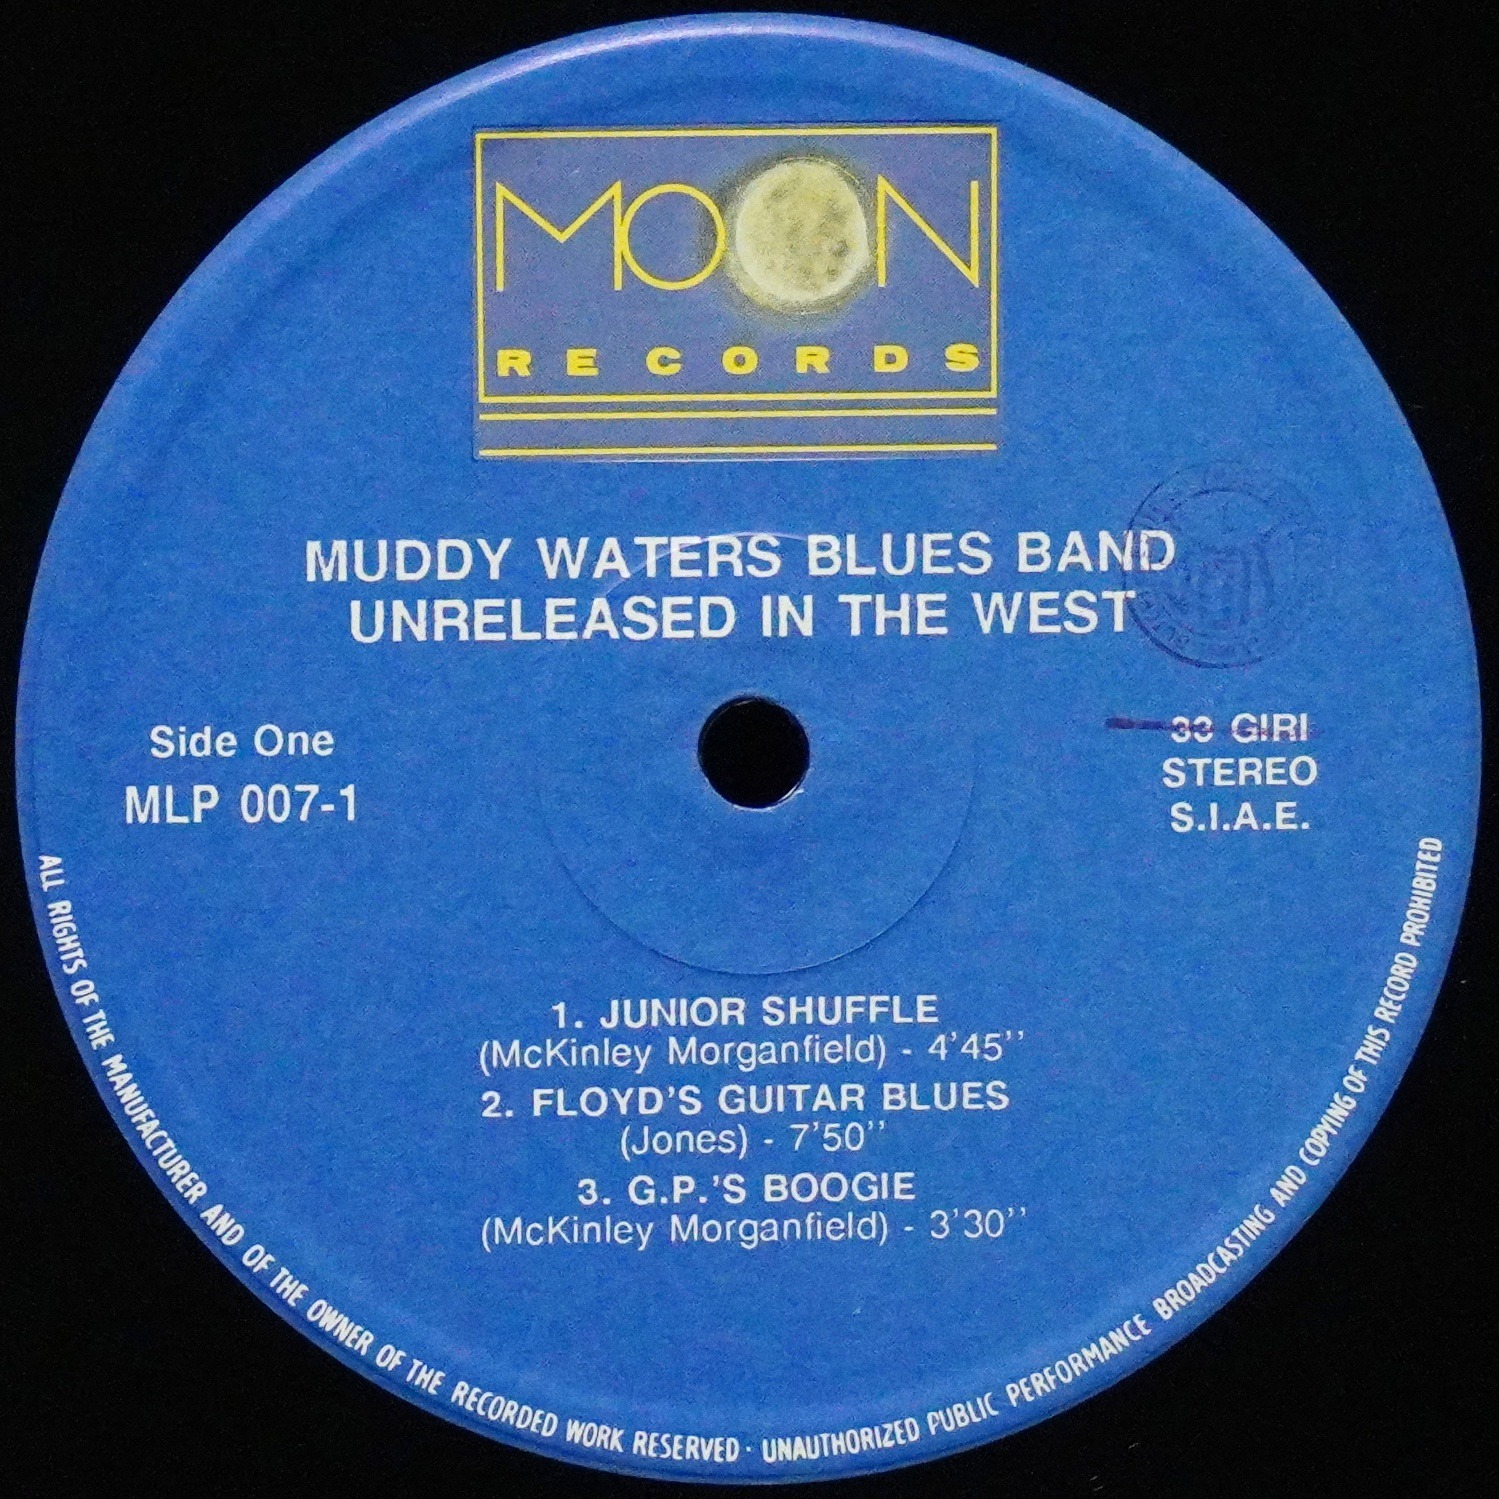 MOON
RECORDS
MUDDY WATERS BLUES BAND
UNRELEASED IN THE WEST
Side One
MLP 007-1
33 GIRI
STEREO
S.I.A.E.
1. JUNIOR SHUFFLE
(McKinley Morganfield) - 4'45''
2. FLOYD'S GUITAR BLUES
(Jones) - 7'50''
3. G.P.'S BOOGIE
(McKinley Morganfield) - 3'30''
ALL RIGHTS OF THE MANUFACTURER AND OF THE OWNER OF THE RECORDED WORK RESERVED · UNAUTHORIZED PUBLIC PERFORMANCE BROADCASTING AND COPYING OF THIS RECORD PROHIBITED